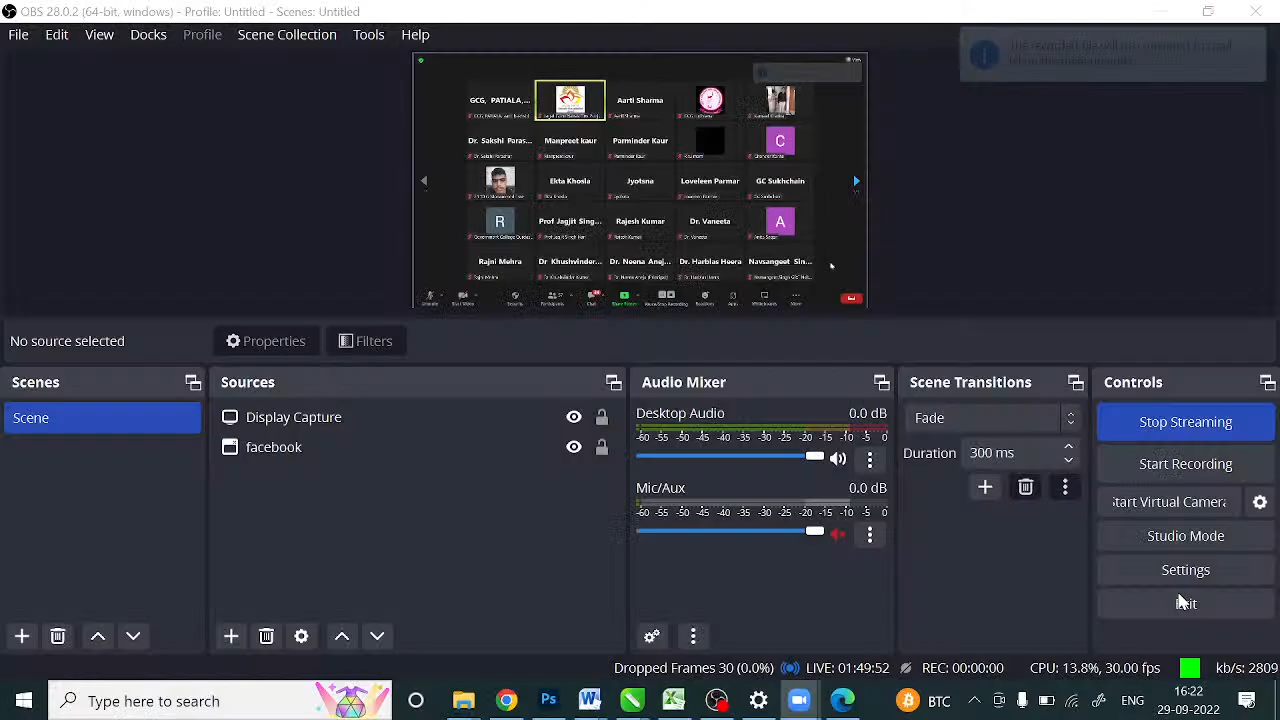 OBS 28.0.2 (64-bit, windows) - Profile: Untitled - Scenes: Untitled
File Edit View Docks Profile Scene Collection Tools Help
GCG, PATIALA,... Aarti Sharma
Dr. Sakshi Paras... Manpreet kaur Parminder Kaur C
Ekta Khosla Jyotsna Loveleen Parmar GC Sukhchain
R Prof Jagjit Sing... Rajesh Kumar Dr. Vaneeta A
Rajni Mehra Dr Khushvinder... Dr. Neena Anej... Dr. Harblas Heera Navsangeet Sin...
No source selected Properties Filters
Scenes Sources Audio Mixer Scene Transitions Controls
Scene
Display Capture
facebook
Desktop Audio 0.0 dB
-60 -55 -50 -45 -40 -35 -30 -25 -20 -15 -10 -5 0
Mic/Aux 0.0 dB
-60 -55 -50 -45 -40 -35 -30 -25 -20 -15 -10 -5 0
Fade
Duration 300 ms
Stop Streaming
Start Recording
tart Virtual Camera
Studio Mode
Settings
Dropped Frames 30 (0.0%) LIVE: 01:49:52 REC: 00:00:00 CPU: 13.8%, 30.00 fps kb/s: 2809
Type here to search
BTC ENG 16:22
29-09-2022